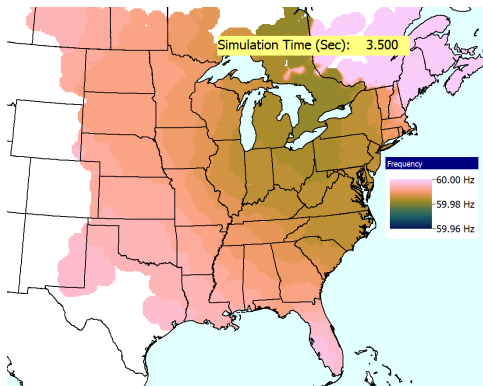 Simulation Time (Sec): 3.500
Frequency
60.00 Hz
59.98 Hz
59.96 Hz